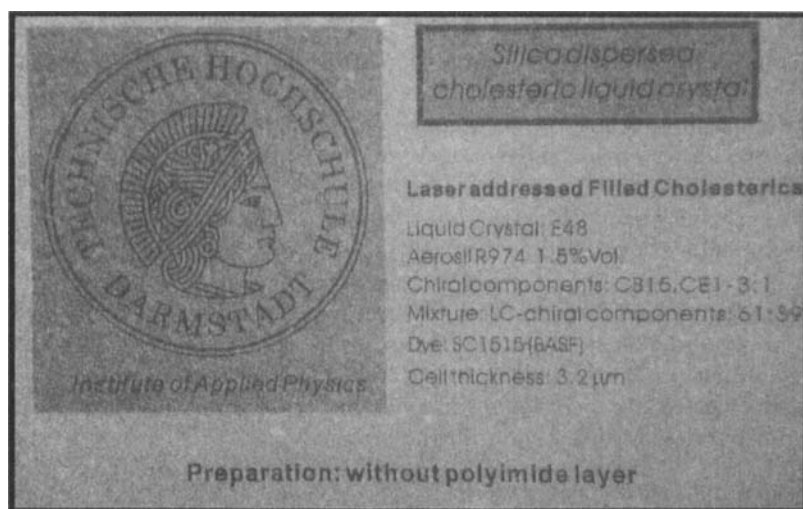 TECHNISCHE HOCHSCHULE
DARMSTADT
Institute of Applied Physics
Silica dispersed
cholesteric liquid crystal
Laser addressed Filled Cholesterics
Liquid Crystal: E48
Aerosil R974 1.5%Vol.
Chiral components: CB15,CE1 - 3:1
Mixture: LC-chiral components: 61:39
Dye: SC1515 (BASF)
Cell thickness: 3.2 µm
Preparation: without polyimide layer